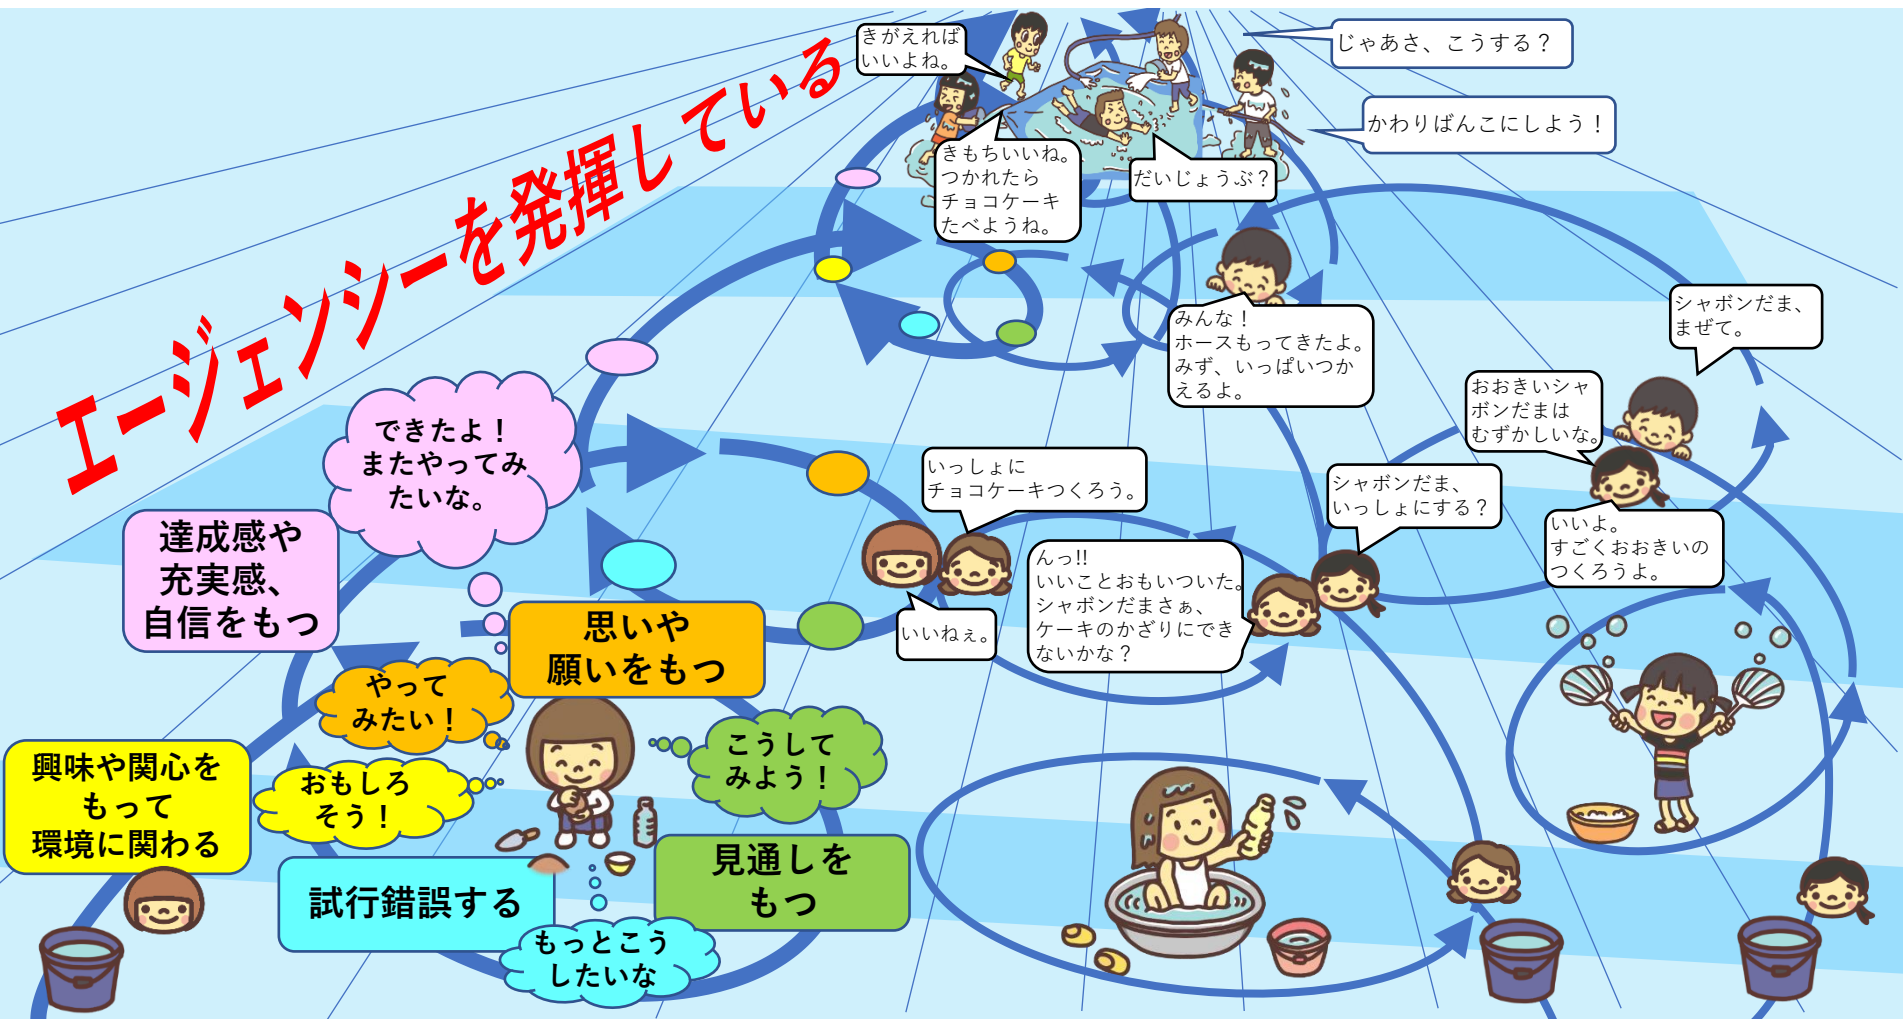 エージェンシーを発揮している
きがえれば
いいよね。
じゃあさ、こうする？
かわりばんこにしよう！
きもちいいね。
つかれたら
チョコケーキ
たべようね。
だいじょうぶ？
みんな！
ホースもってきたよ。
みず、いっぱいつか
えるよ。
シャボンだま、
まぜて。
おおきいシャ
ボンだまは
むずかしいな。
いいよ。
すごくおおきいの
つくろうよ。
シャボンだま、
いっしょにする？
いっしょに
チョコケーキつくろう。
いいねぇ。
んっ!!
いいことおもいついた。
シャボンだまさぁ、
ケーキのかざりにでき
ないかな？
できたよ！
またやってみ
たいな。
達成感や
充実感、
自信をもつ
思いや
願いをもつ
やって
みたい！
興味や関心を
もって
環境に関わる
おもしろ
そう！
こうして
みよう！
見通しを
もつ
試行錯誤する
もっとこう
したいな